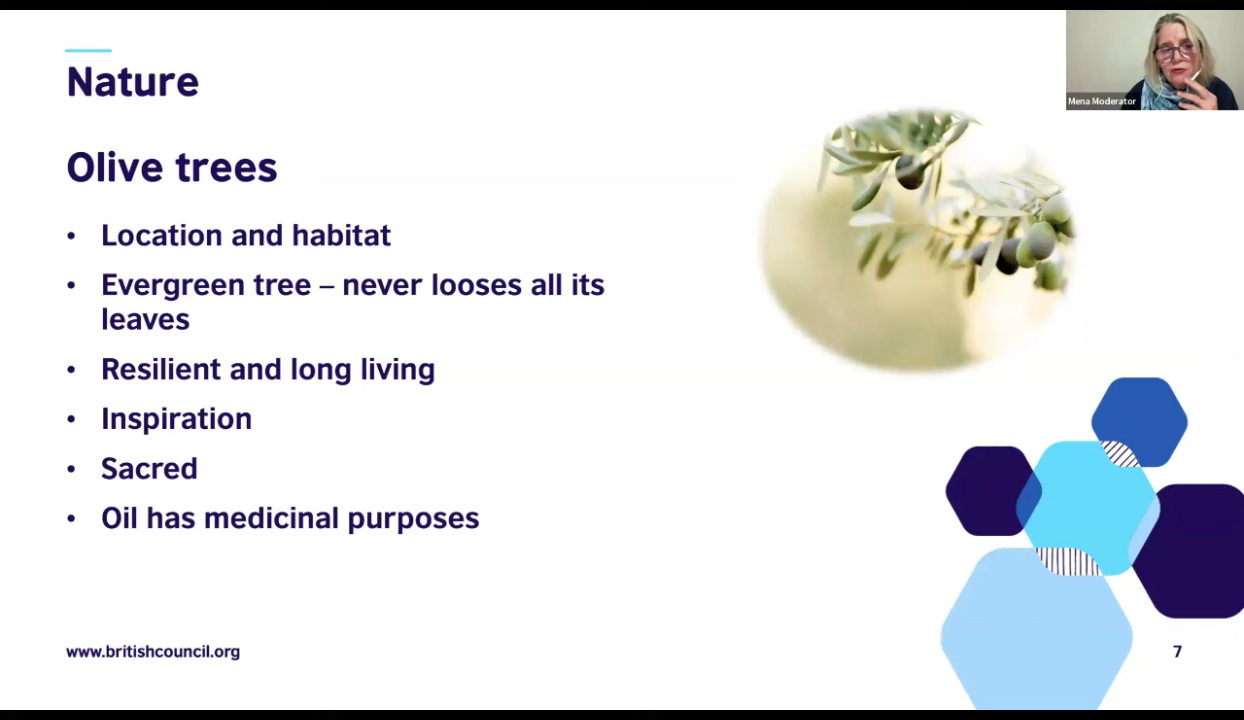 Nature
Mena Moderator
Olive trees
• Location and habitat
• Evergreen tree – never looses all its
leaves
• Resilient and long living
• Inspiration
• Sacred
• Oil has medicinal purposes
www.britishcouncil.org
7